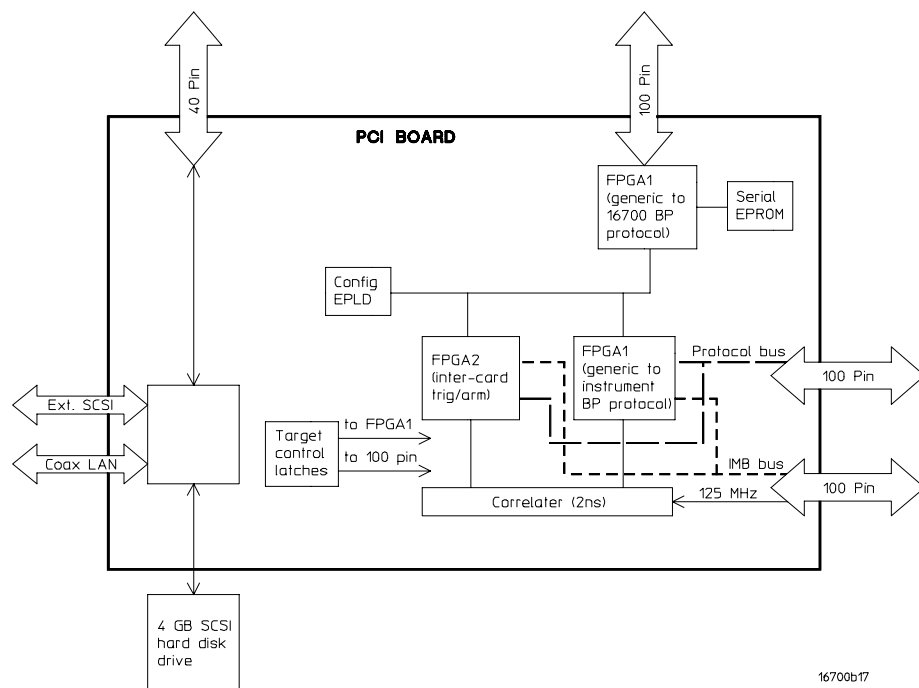 40 Pin
100 Pin
PCI BOARD
FPGA1
(generic to
16700 BP
protocol)
Serial
EPROM
Config
EPLD
FPGA2
(inter-card
trig/arm)
FPGA1
(generic to
instrument
BP protocol)
Protocol bus
100 Pin
Ext. SCSI
Coax LAN
Target
control
latches
to FPGA1
to 100 pin
IMB bus
125 MHz
100 Pin
Correlater (2ns)
4 GB SCSI
hard disk
drive
16700b17